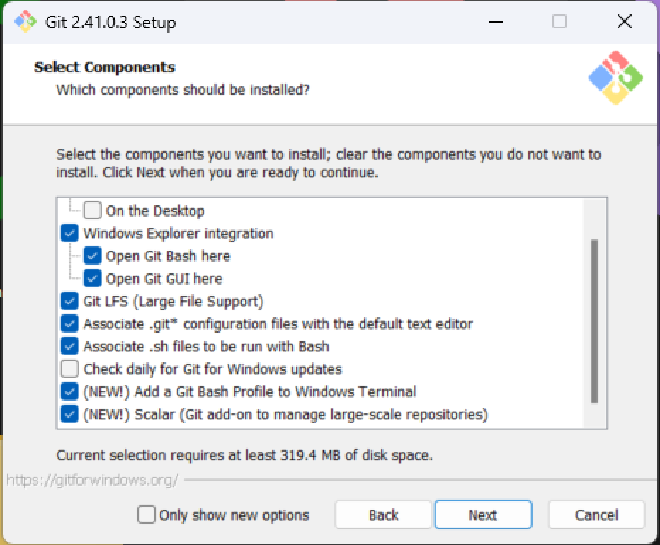 Git 2.41.0.3 Setup
Select Components
Which components should be installed?
Select the components you want to install; clear the components you do not want to
install. Click Next when you are ready to continue.
On the Desktop
Windows Explorer integration
Open Git Bash here
Open Git GUI here
Git LFS (Large File Support)
Associate .git* configuration files with the default text editor
Associate .sh files to be run with Bash
Check daily for Git for Windows updates
(NEW!) Add a Git Bash Profile to Windows Terminal
(NEW!) Scalar (Git add-on to manage large-scale repositories)
Current selection requires at least 319.4 MB of disk space.
https://gitforwindows.org/
Only show new options Back Next Cancel